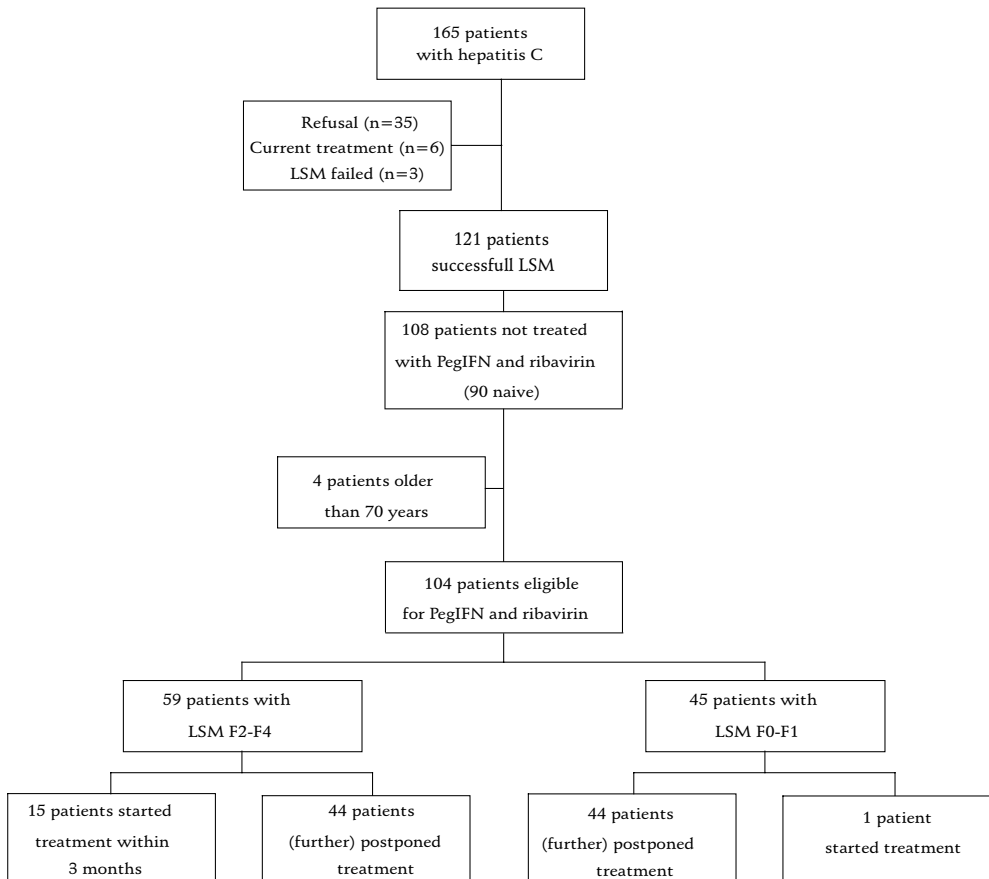 165 patients
with hepatitis C
Refusal (n=35)
Current treatment (n=6)
LSM failed (n=3)
121 patients
successfull LSM
108 patients not treated
with PegIFN and ribavirin
(90 naive)
4 patients older
than 70 years
104 patients eligible
for PegIFN and ribavirin
59 patients with
LSM F2-F4
45 patients with
LSM F0-F1
15 patients started
treatment within
3 months
44 patients
(further) postponed
treatment
44 patients
(further) postponed
treatment
1 patient
started treatment